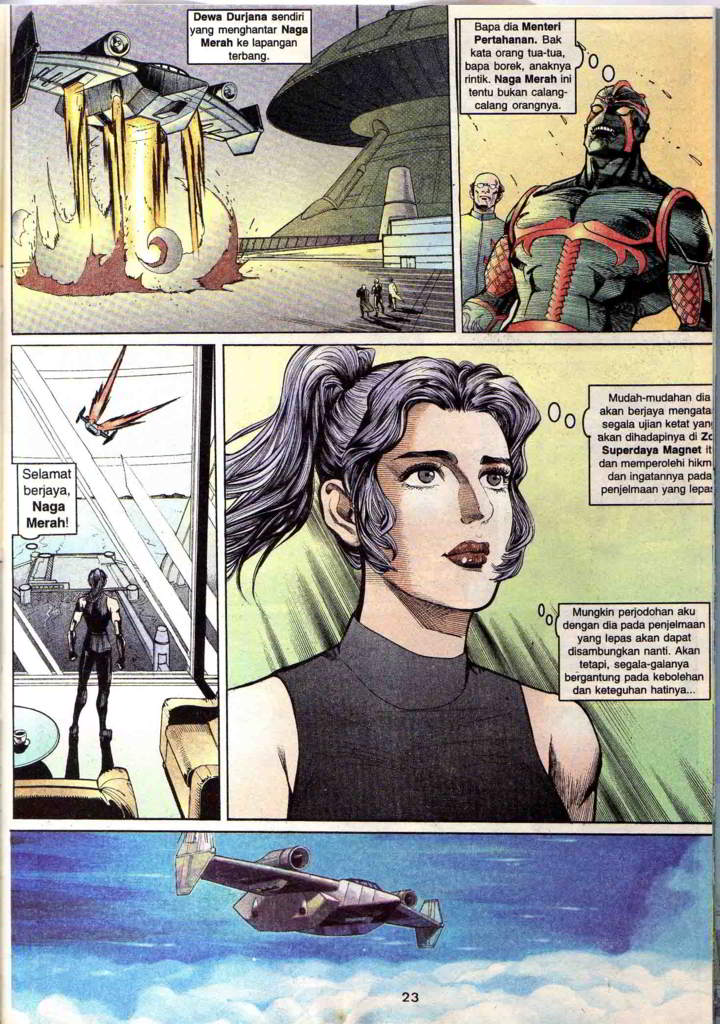 Dewa Durjana sendiri
yang menghantar Naga
Merah ke lapangan
terbang.
Bapa dia Menteri
Pertahanan. Bak
kata orang tua-tua,
bapa borek, anaknya
rintik. Naga Merah ini
tentu bukan calang-
calang orangnya.
Selamat
berjaya,
Naga
Merah!
Mudah-mudahan dia
akan berjaya mengata
segala ujian ketat yan
akan dihadapinya di Zo
Superdaya Magnet it
dan memperolehi hikm
dan ingatannya pada
penjelmaan yang lepas
Mungkin perjodohan aku
dengan dia pada penjelmaan
yang lepas akan dapat
disambungkan nanti. Akan
tetapi, segala-galanya
bergantung pada kebolehan
dan keteguhan hatinya...
23